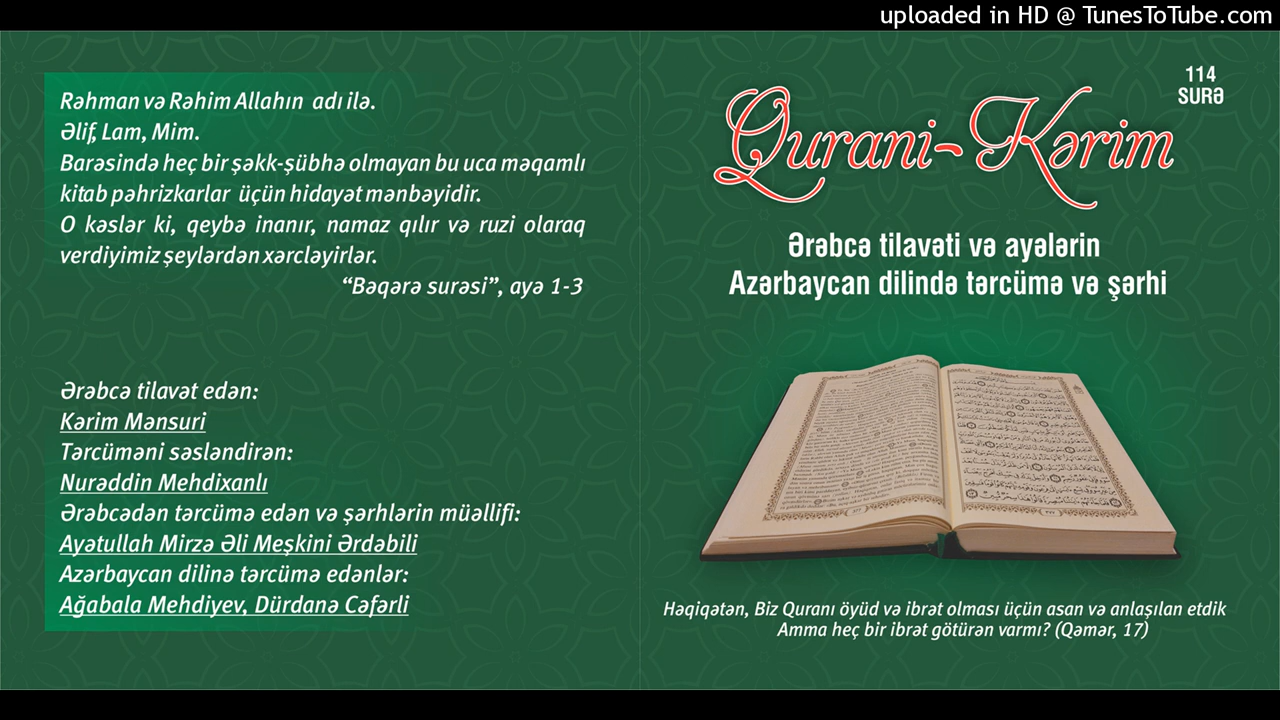 uploaded in HD @ TunesToTube.com
Rəhman və Rəhim Allahın adı ilə.
Əlif, Lam, Mim.
Barəsində heç bir şəkk-şübhə olmayan bu uca məqamlı
kitab pəhrizkarlar üçün hidayət mənbəyidir.
O kəslər ki, qeybə inanır, namaz qılır və ruzi olaraq
verdiyimiz şeylərdən xərcləyirlər.
“Bəqərə surəsi”, ayə 1-3
Ərəbcə tilavət edən:
Kərim Mənsuri
Tərcüməni səsləndirən:
Nurəddin Mehdixanlı
Ərəbcədən tərcümə edən və şərhlərin müəllifi:
Ayətullah Mirzə Əli Meşkini Ərdəbili
Azərbaycan dilinə tərcümə edənlər:
Ağabala Mehdiyev, Dürdanə Cəfərli
114
SURƏ
Qurani-Kərim
Ərəbcə tilavəti və ayələrin
Azərbaycan dilində tərcümə və şərhi
Həqiqətən, Biz Quranı öyüd və ibrət olması üçün asan və anlaşılan etdik
Amma heç bir ibrət götürən varmı? (Qəmər, 17)